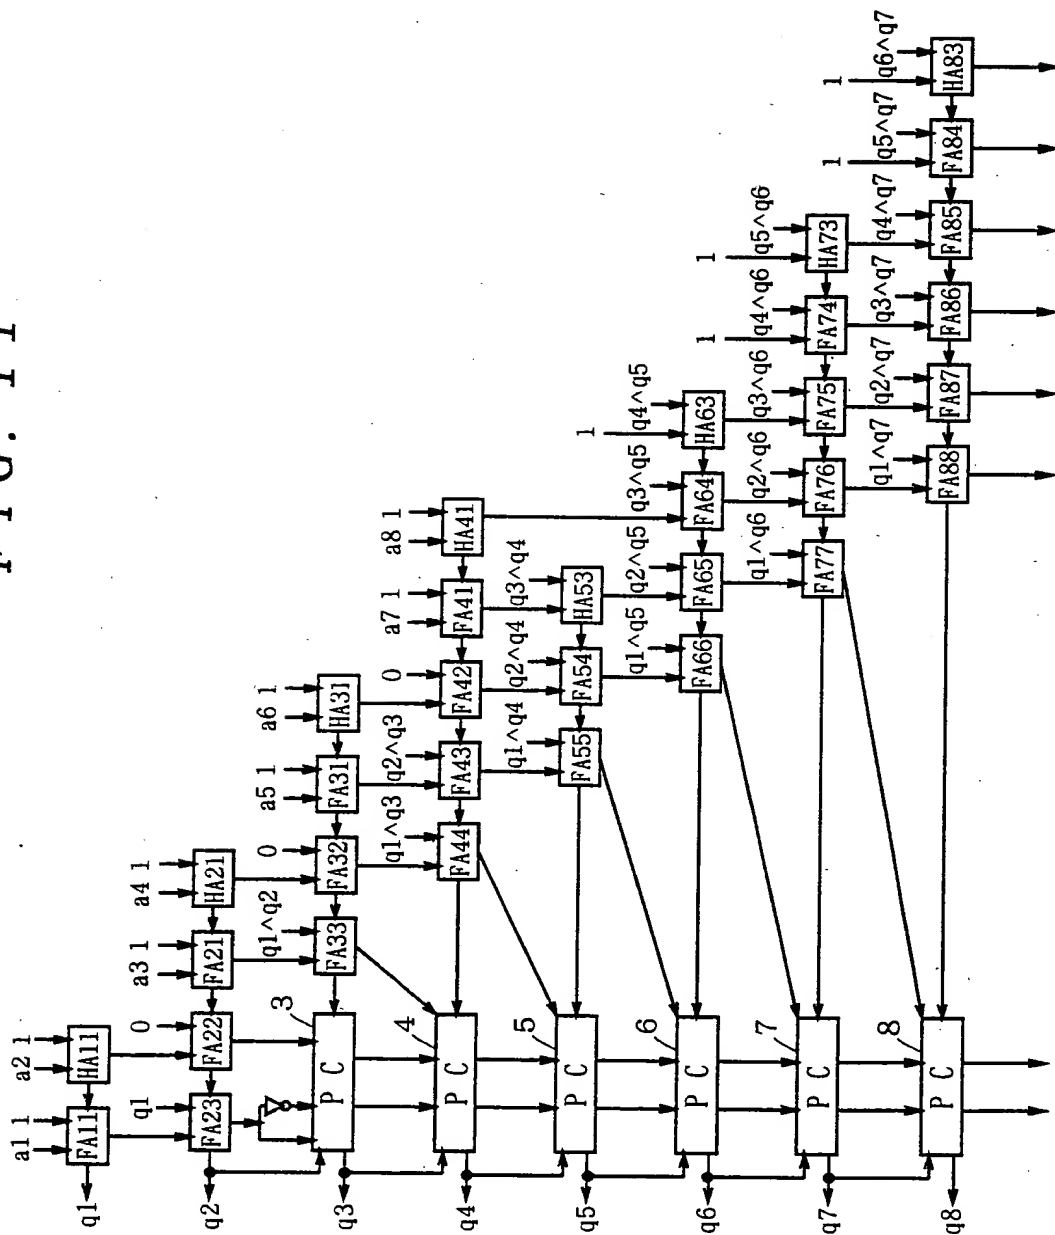 FIG. 11
a1 1 a2 1
FA11 HA11
q1
q1 0 a3 1 a4 1
FA23 FA22 FA21 HA21
q2
q1^q2 0 a5 1 a6 1
3
P C FA33 FA32 FA31 HA31
q3
q1^q3 q2^q3 0 a7 1 a8 1
4
P C FA44 FA43 FA42 FA41 HA41
q4
q1^q4 q2^q4 q3^q4
5
P C FA55 FA54 HA53
q5
q1^q5 q2^q5 q3^q5 1 q4^q5
6
P C FA66 FA65 FA64 HA63
q6
q1^q6 q2^q6 q3^q6 1 q4^q6 1 q5^q6
7
P C FA77 FA76 FA75 FA74 HA73
q7
q1^q7 q2^q7 q3^q7 q4^q7 1 q5^q7 1 q6^q7
8
P C FA88 FA87 FA86 FA85 FA84 HA83
q8